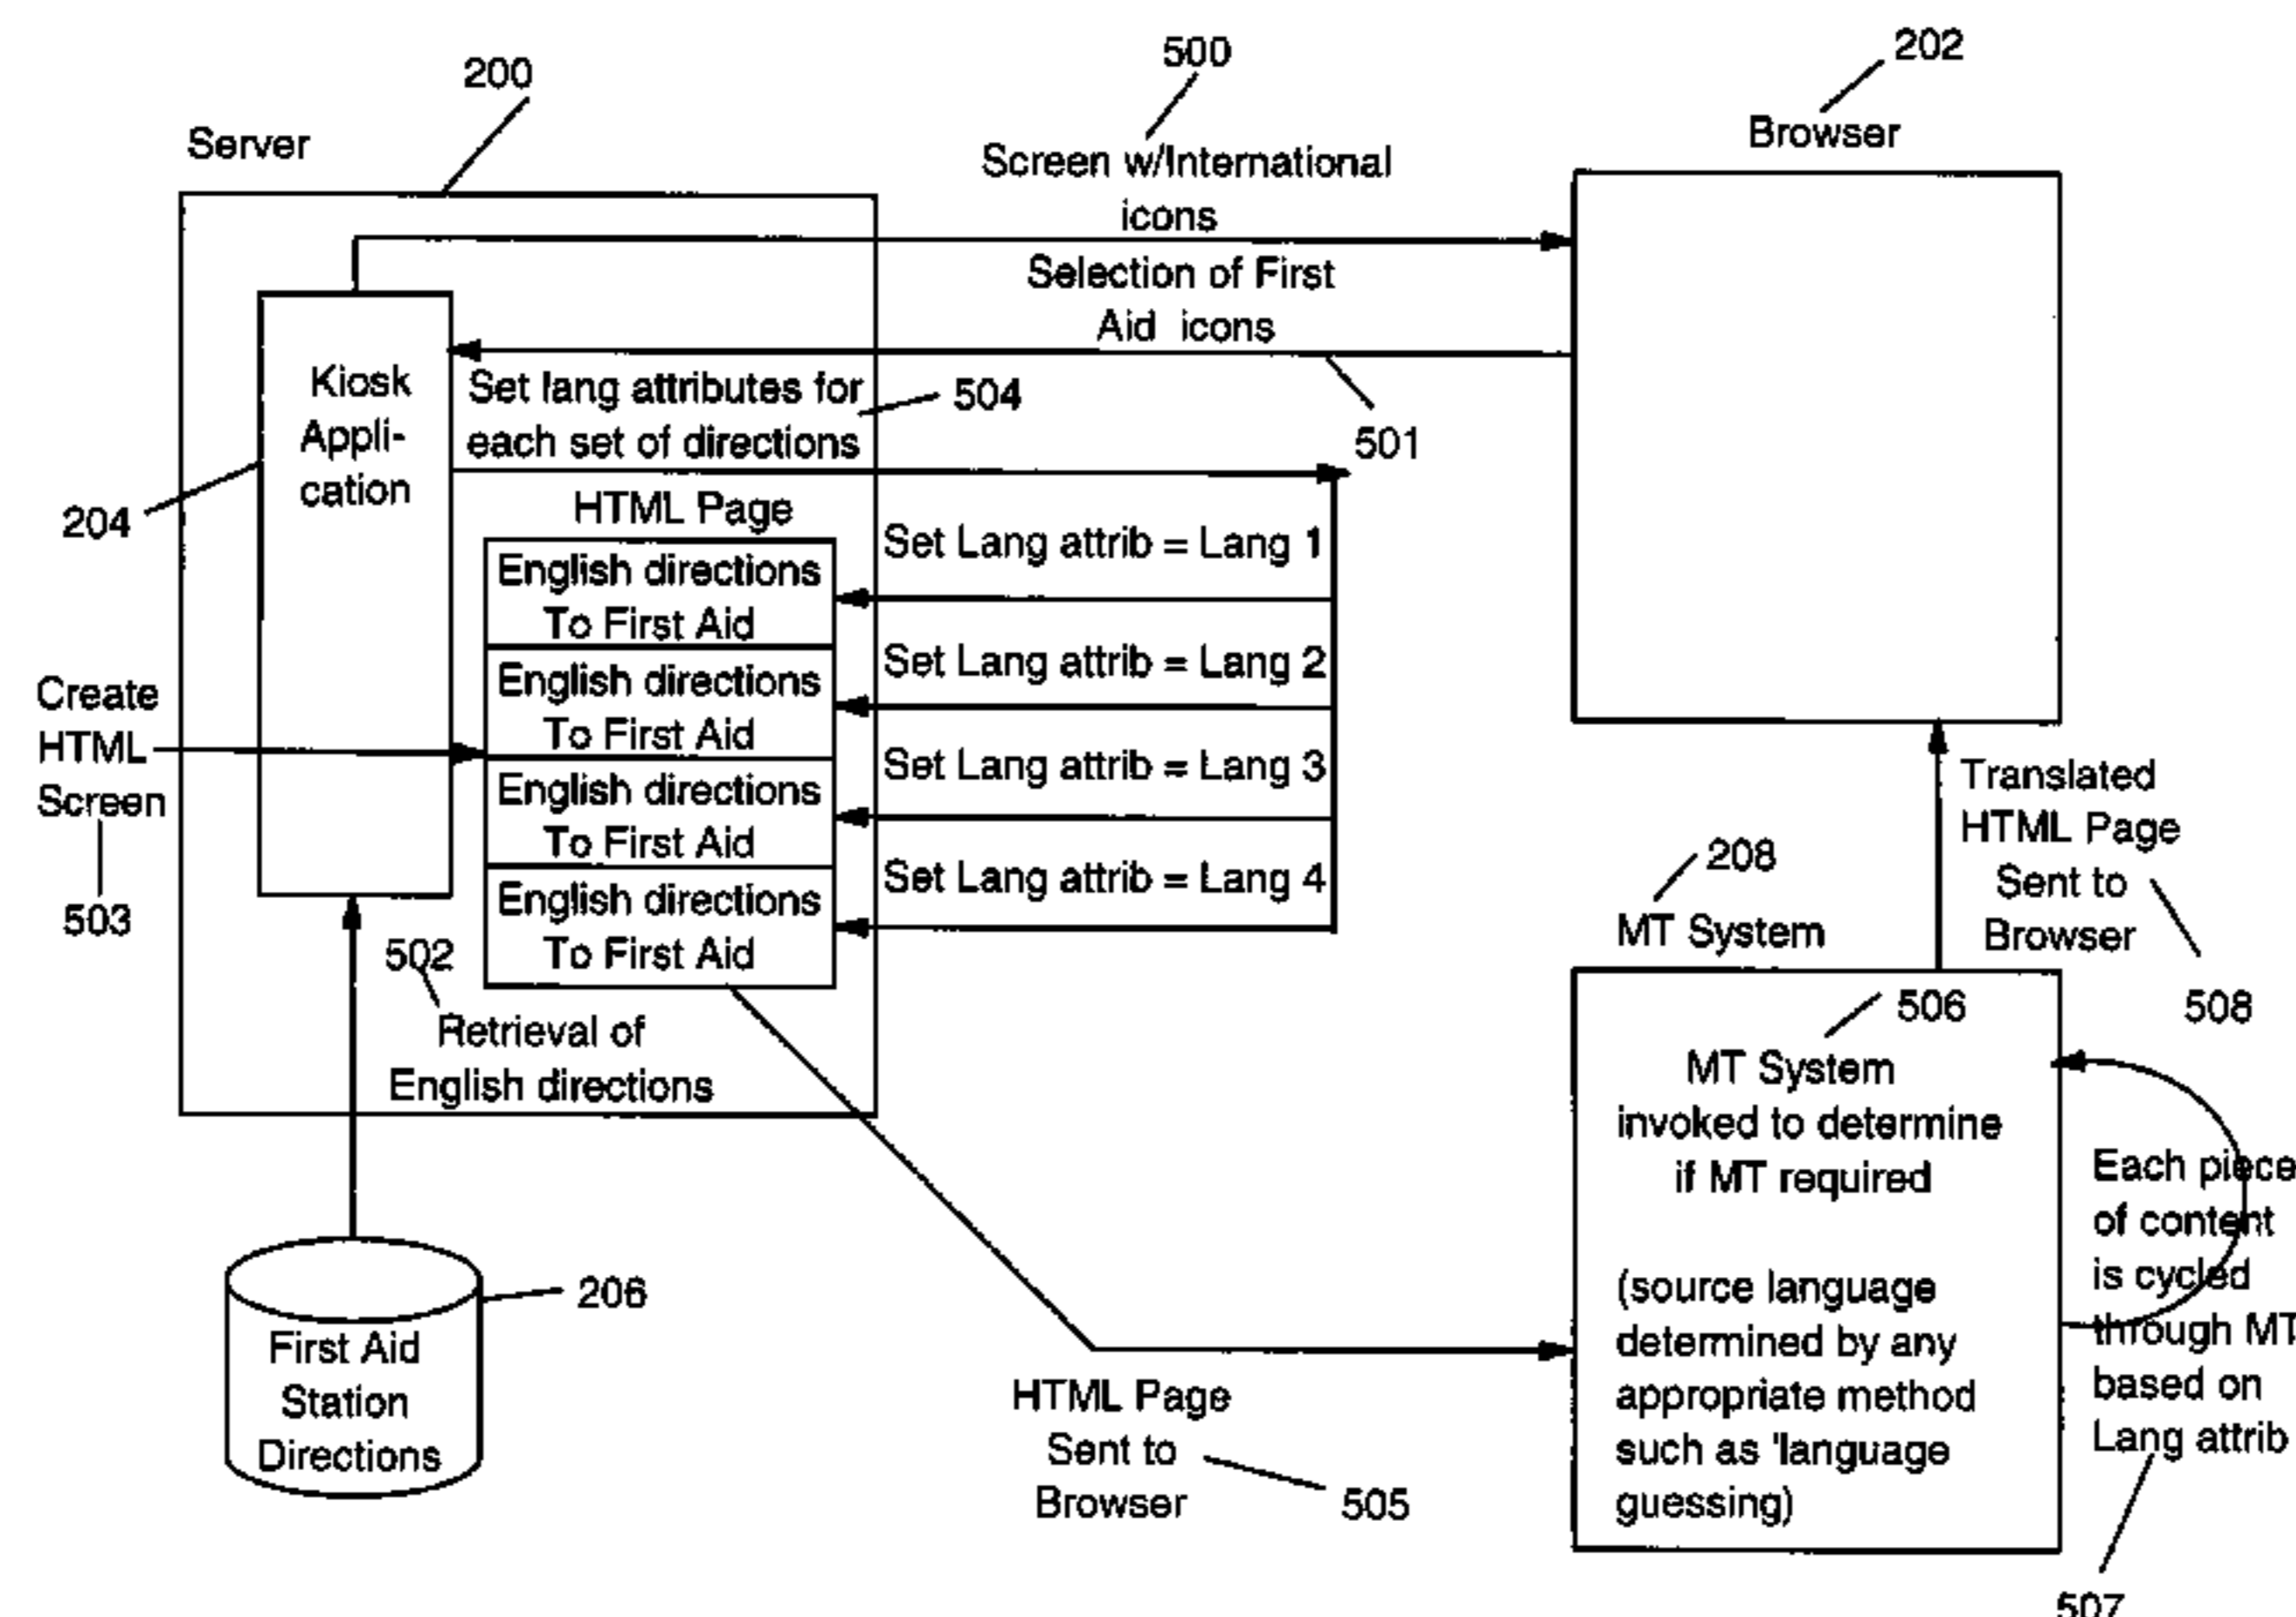 500
202
200
Server
Screen w/International
icons
Browser
Selection of First
Aid icons
Kiosk
Appli-
cation
Set lang attributes for
each set of directions
504
501
204
HTML Page
English directions
To First Aid
English directions
To First Aid
English directions
To First Aid
English directions
To First Aid
Set Lang attrib = Lang 1
Set Lang attrib = Lang 2
Set Lang attrib = Lang 3
Set Lang attrib = Lang 4
Create
HTML
Screen
503
502
Retrieval of
English directions
206
First Aid
Station
Directions
HTML Page
Sent to
Browser
505
Translated
HTML Page
Sent to
Browser
508
208
MT System
506
MT System
invoked to determine
if MT required
(source language
determined by any
appropriate method
such as 'language
guessing)
Each piece
of content
is cycled
through MT
based on
Lang attrib
507